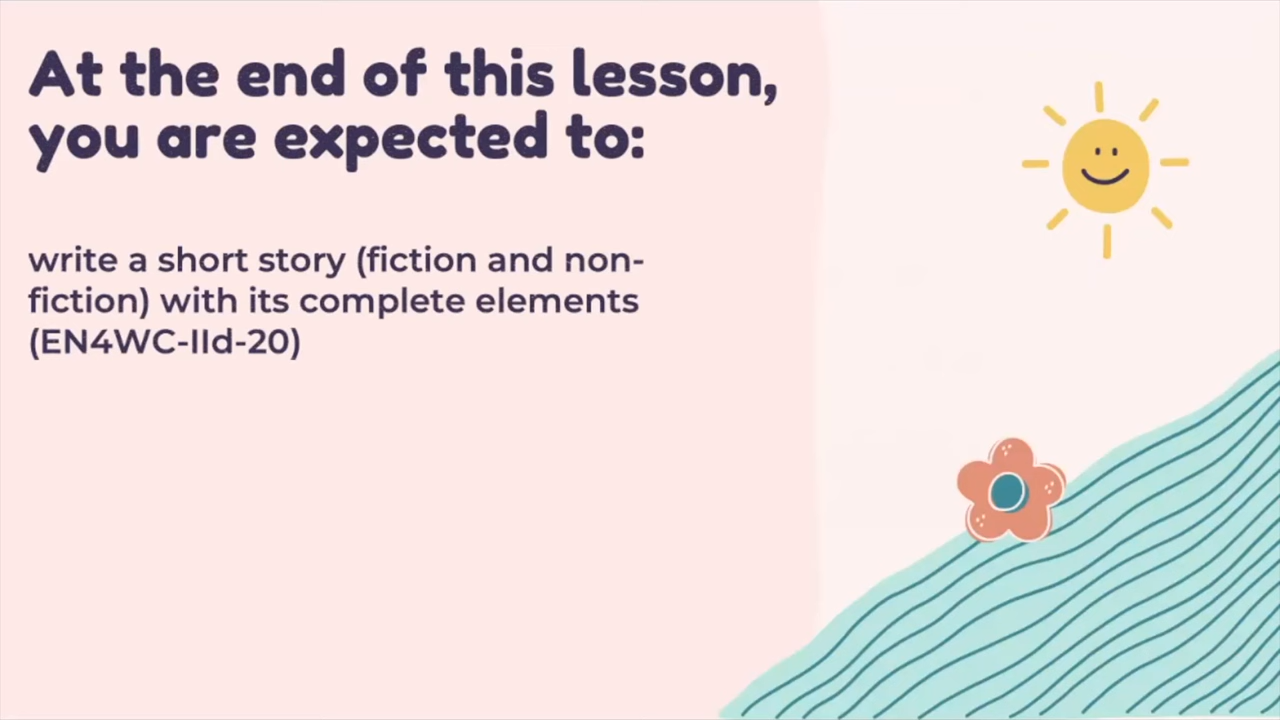 At the end of this lesson,
you are expected to:
write a short story (fiction and non-
fiction) with its complete elements
(EN4WC-IId-20)